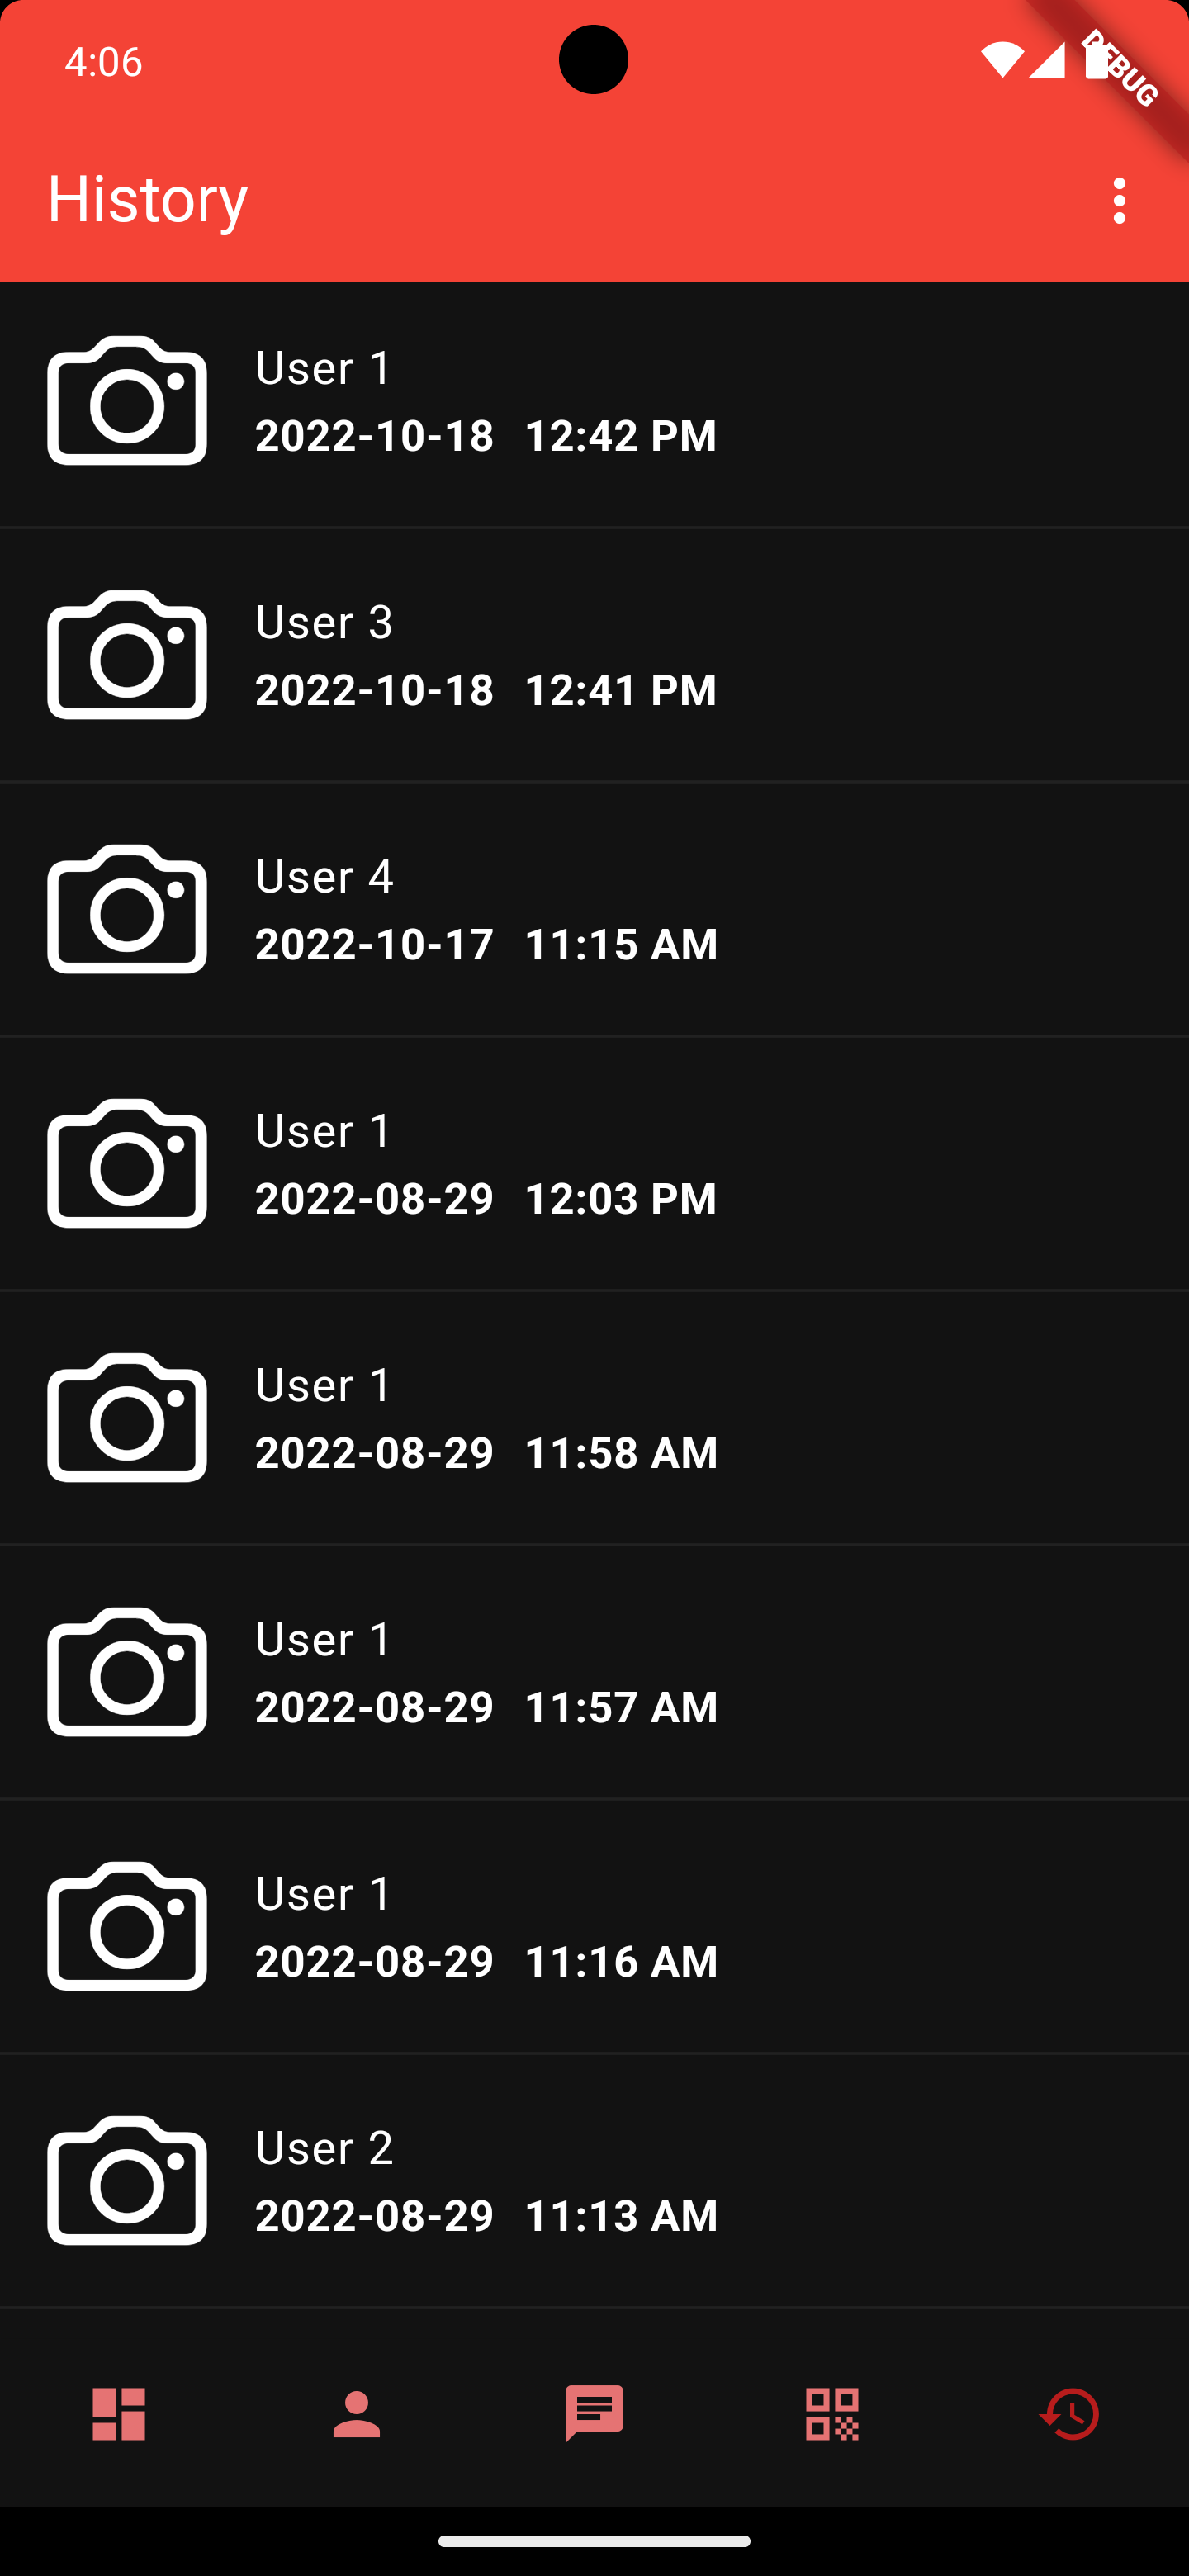 4:06
DEBUG
History
User 1
2022-10-18 12:42 PM
User 3
2022-10-18 12:41 PM
User 4
2022-10-17 11:15 AM
User 1
2022-08-29 12:03 PM
User 1
2022-08-29 11:58 AM
User 1
2022-08-29 11:57 AM
User 1
2022-08-29 11:16 AM
User 2
2022-08-29 11:13 AM